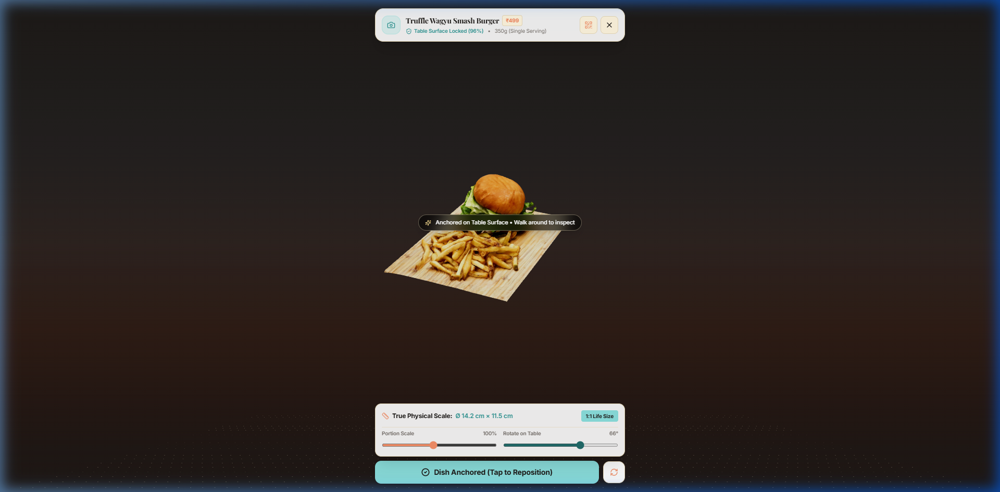 Truffle Wagyu Smash Burger ₹499
Table Surface Locked (96%) • 350g (Single Serving)
Anchored on Table Surface • Walk around to inspect
True Physical Scale: Ø 14.2 cm × 11.5 cm 1:1 Life Size
Portion Scale 100% Rotate on Table 66°
Dish Anchored (Tap to Reposition)